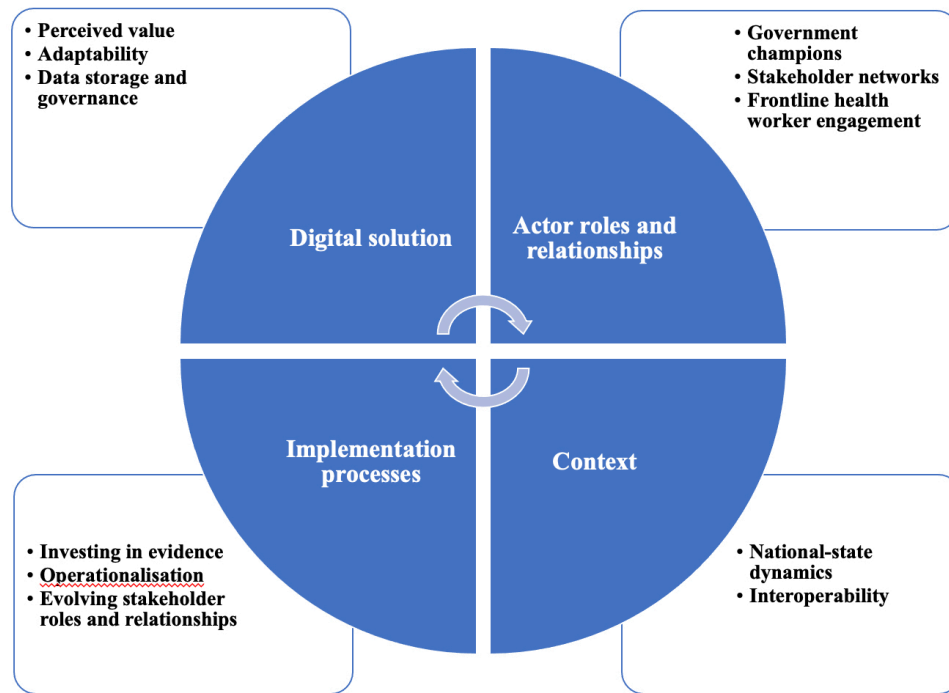 • Perceived value
• Adaptability
• Data storage and
governance
• Government
champions
• Stakeholder networks
• Frontline health
worker engagement
Digital solution
Actor roles and
relationships
Implementation
processes
Context
• Investing in evidence
• Operationalisation
• Evolving stakeholder
roles and relationships
• National-state
dynamics
• Interoperability